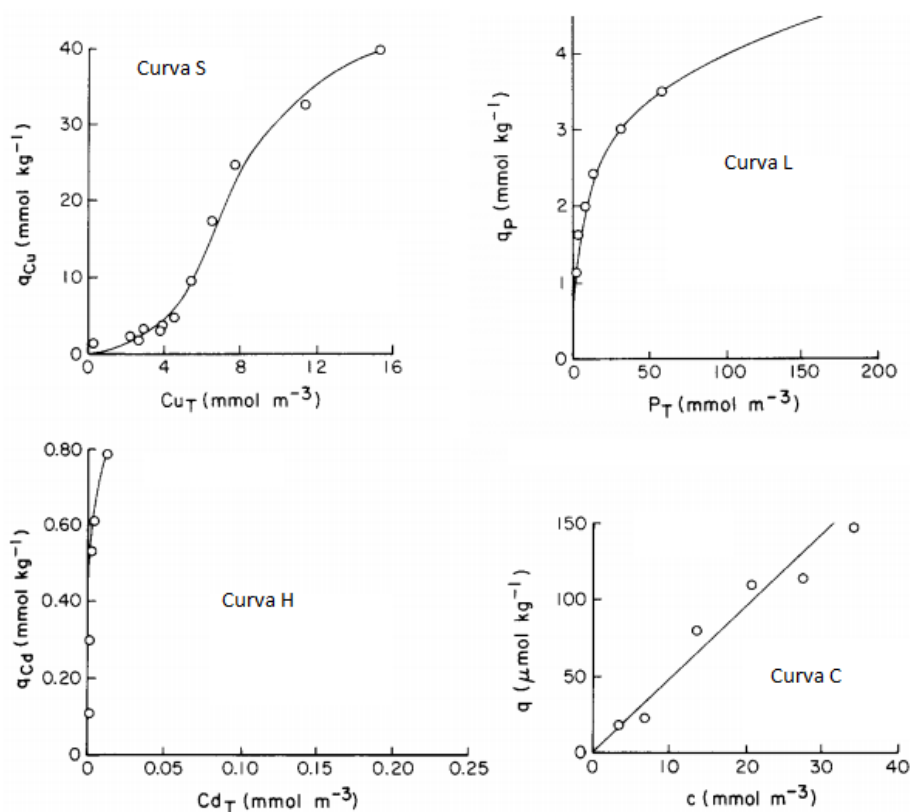 40
30
20
10
0
q_Cu (mmol kg⁻¹)
Curva S
0 4 8 12 16
Cu_T (mmol m⁻³)
4
3
2
1
0
q_P (mmol kg⁻¹)
Curva L
0 50 100 150 200
P_T (mmol m⁻³)
0.80
0.60
0.40
0.20
0
q_Cd (mmol kg⁻¹)
Curva H
0 0.05 0.10 0.15 0.20 0.25
Cd_T (mmol m⁻³)
150
100
50
0
q (μmol kg⁻¹)
Curva C
0 10 20 30 40
c (mmol m⁻³)